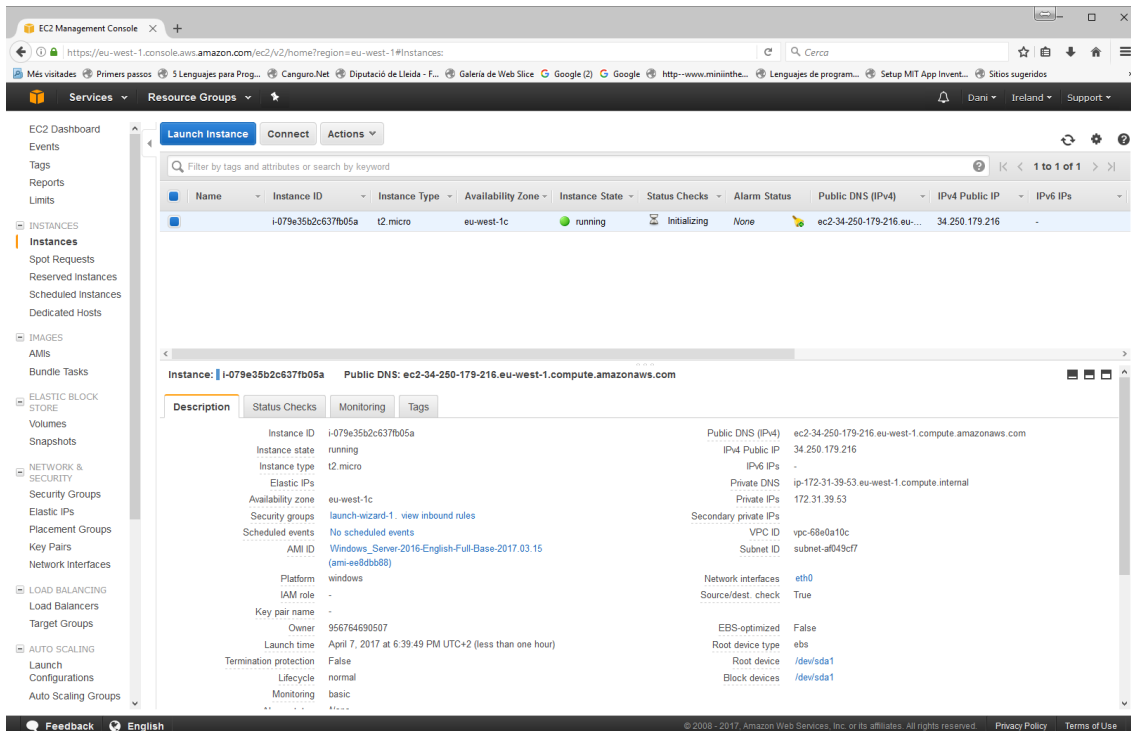 EC2 Management Console
https://eu-west-1.console.aws.amazon.com/ec2/v2/home?region=eu-west-1#Instances:
Cerca
Més visitades
Primers passos
5 Lenguajes para Prog...
Canguro.Net
Diputació de Lleida - F...
Galería de Web Slice
Google (2)
Google
http--www.miniinthe...
Lenguajes de program...
Setup MIT App Invent...
Sitios sugeridos
Services
Resource Groups
Dani
Ireland
Support
EC2 Dashboard
Events
Tags
Reports
Limits
INSTANCES
Instances
Spot Requests
Reserved Instances
Scheduled Instances
Dedicated Hosts
IMAGES
AMIs
Bundle Tasks
ELASTIC BLOCK
STORE
Volumes
Snapshots
NETWORK &
SECURITY
Security Groups
Elastic IPs
Placement Groups
Key Pairs
Network Interfaces
LOAD BALANCING
Load Balancers
Target Groups
AUTO SCALING
Launch
Configurations
Auto Scaling Groups
Launch Instance Connect Actions
Filter by tags and attributes or search by keyword
1 to 1 of 1
Name Instance ID Instance Type Availability Zone Instance State Status Checks Alarm Status Public DNS (IPv4) IPv4 Public IP IPv6 IPs
i-079e35b2c637fb05a t2.micro eu-west-1c running Initializing None ec2-34-250-179-216.eu-... 34.250.179.216 -
Instance: i-079e35b2c637fb05a Public DNS: ec2-34-250-179-216.eu-west-1.compute.amazonaws.com
Description Status Checks Monitoring Tags
Instance ID i-079e35b2c637fb05a
Instance state running
Instance type t2.micro
Elastic IPs
Availability zone eu-west-1c
Security groups launch-wizard-1. view inbound rules
Scheduled events No scheduled events
AMI ID Windows_Server-2016-English-Full-Base-2017.03.15
(ami-ee8dbb88)
Platform windows
IAM role -
Key pair name -
Owner 956764690507
Launch time April 7, 2017 at 6:39:49 PM UTC+2 (less than one hour)
Termination protection False
Lifecycle normal
Monitoring basic
Public DNS (IPv4) ec2-34-250-179-216.eu-west-1.compute.amazonaws.com
IPv4 Public IP 34.250.179.216
IPv6 IPs -
Private DNS ip-172-31-39-53.eu-west-1.compute.internal
Private IPs 172.31.39.53
Secondary private IPs
VPC ID vpc-68e0a10c
Subnet ID subnet-af049cf7
Network interfaces eth0
Source/dest. check True
EBS-optimized False
Root device type ebs
Root device /dev/sda1
Block devices /dev/sda1
Feedback English
© 2008 - 2017, Amazon Web Services, Inc. or its affiliates. All rights reserved. Privacy Policy Terms of Use